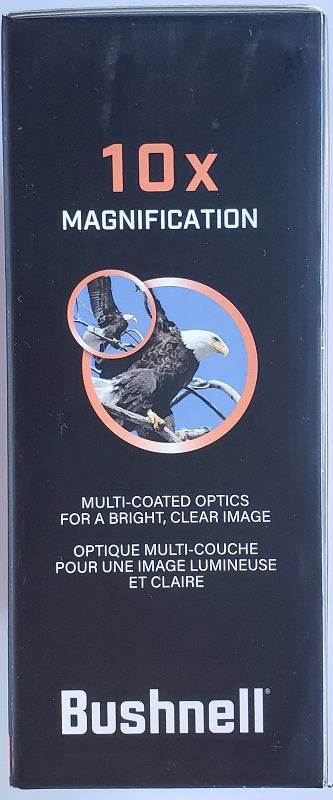 10x
MAGNIFICATION
MULTI-COATED OPTICS
FOR A BRIGHT, CLEAR IMAGE
OPTIQUE MULTI-COUCHE
POUR UNE IMAGE LUMINEUSE
ET CLAIRE
Bushnell®